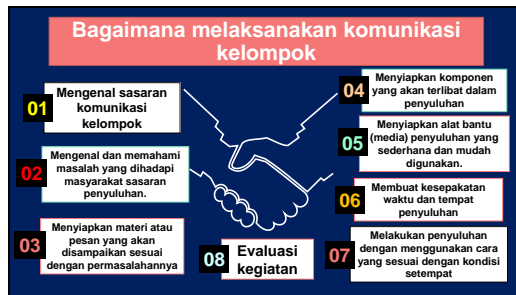 Bagaimana melaksanakan komunikasi
kelompok
01
Mengenal sasaran
komunikasi
kelompok
02
Mengenal dan memahami
masalah yang dihadapi
masyarakat sasaran
penyuluhan.
03
Menyiapkan materi atau
pesan yang akan
disampaikan sesuai
dengan permasalahannya
04
Menyiapkan komponen
yang akan terlibat dalam
penyuluhan
05
Menyiapkan alat bantu
(media) penyuluhan yang
sederhana dan mudah
digunakan.
06
Membuat kesepakatan
waktu dan tempat
penyuluhan
07
Melakukan penyuluhan
dengan menggunakan cara
yang sesuai dengan kondisi
setempat
08
Evaluasi
kegiatan